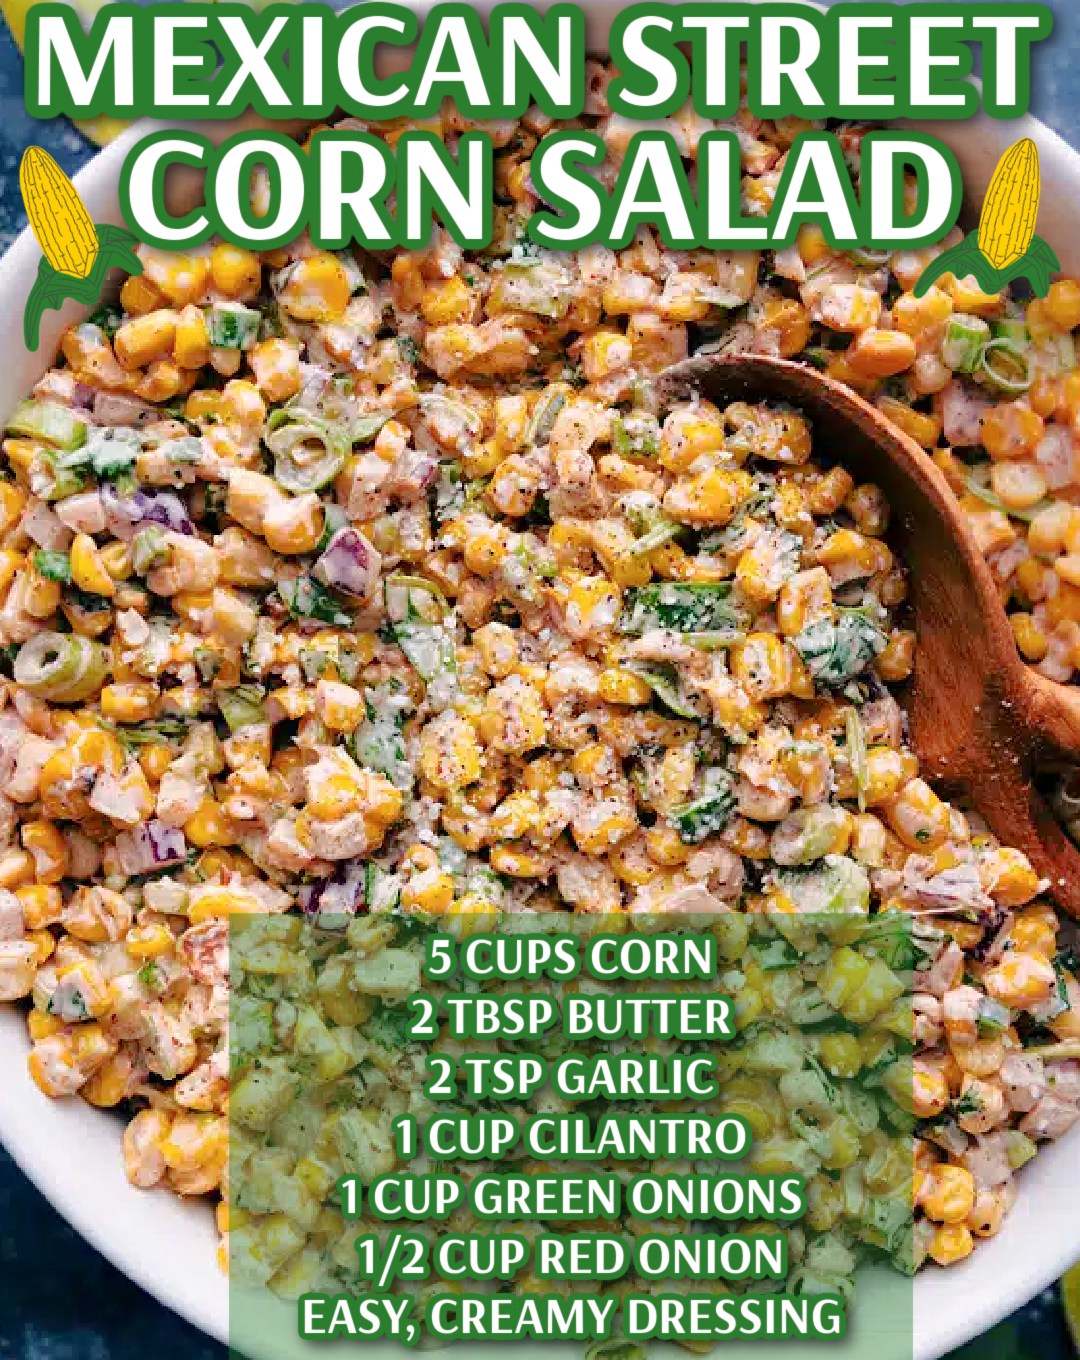 MEXICAN STREET
CORN SALAD
5 CUPS CORN
2 TBSP BUTTER
2 TSP GARLIC
1 CUP CILANTRO
1 CUP GREEN ONIONS
1/2 CUP RED ONION
EASY, CREAMY DRESSING